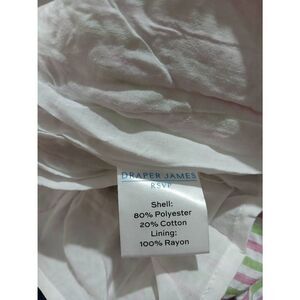 DRAPER JAMES
RSVP
Shell:
80% Polyester
20% Cotton
Lining:
100% Rayon